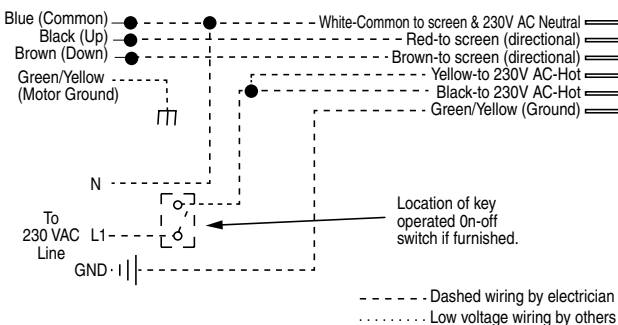 Blue (Common)
Black (Up)
Brown (Down)
Green/Yellow
(Motor Ground)
White-Common to screen & 230V AC Neutral
Red-to screen (directional)
Brown-to screen (directional)
Yellow-to 230V AC-Hot
Black-to 230V AC-Hot
Green/Yellow (Ground)
N
To
230 VAC
Line
L1
GND
Location of key
operated 0n-off
switch if furnished.
Dashed wiring by electrician
Low voltage wiring by others